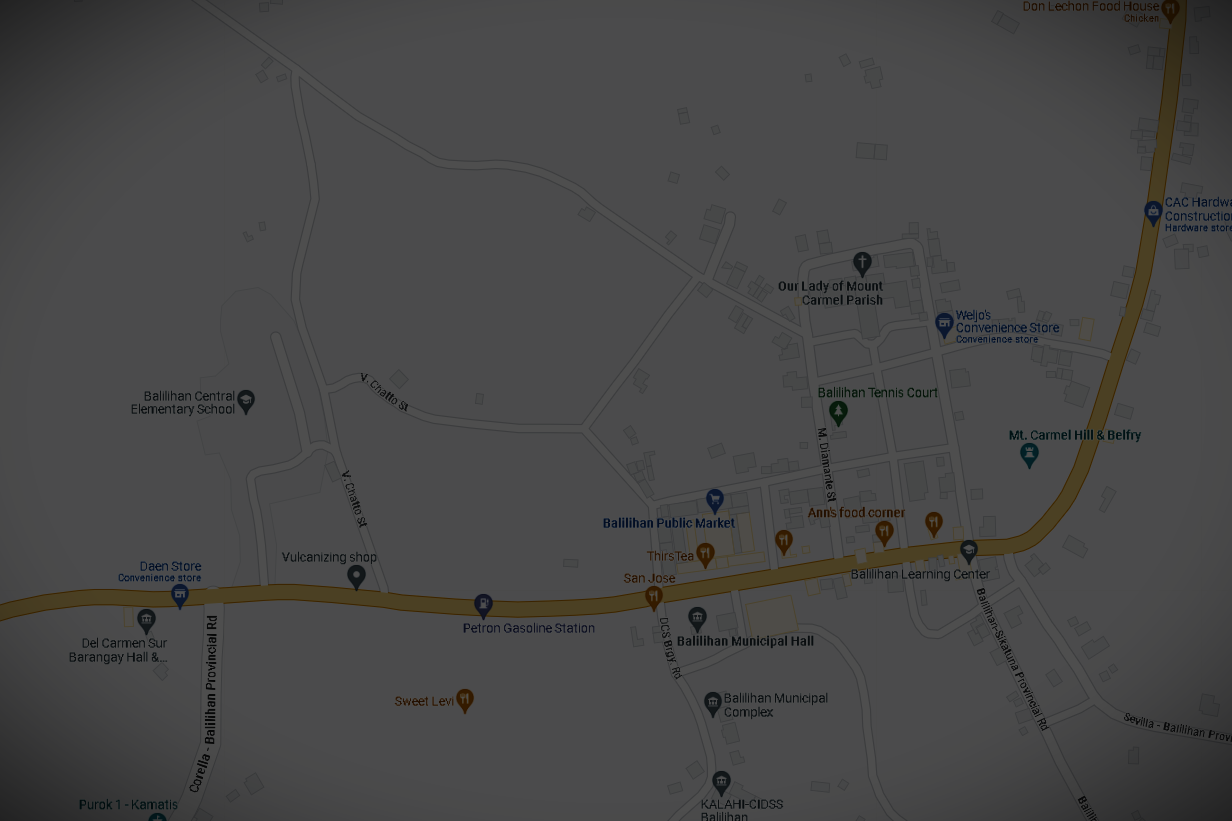 Don Lechon Food House
Chicken
CAC Hardwa
Construction
Hardware store
Our Lady of Mount
Carmel Parish
Weljo's
Convenience Store
Convenience store
V. Chatto St
Balilihan Central
Elementary School
Balilihan Tennis Court
M. Diamante St
Mt. Carmel Hill & Belfry
V. Chatto St
Balilihan Public Market
Ann's food corner
Vulcanizing shop
ThirsTea
Daen Store
Convenience store
San Jose
Balilihan Learning Center
Petron Gasoline Station
Del Carmen Sur
Barangay Hall &...
Balilihan Municipal Hall
DCS Brgy. Rd
Corella - Balilihan Provincial Rd
Balilihan-Sikatuna Provincial Rd
Sweet Levi
Balilihan Municipal
Complex
Sevilla - Balilihan Provi
Purok 1 - Kamatis
KALAHI-CIDSS
Balilihan
Balili